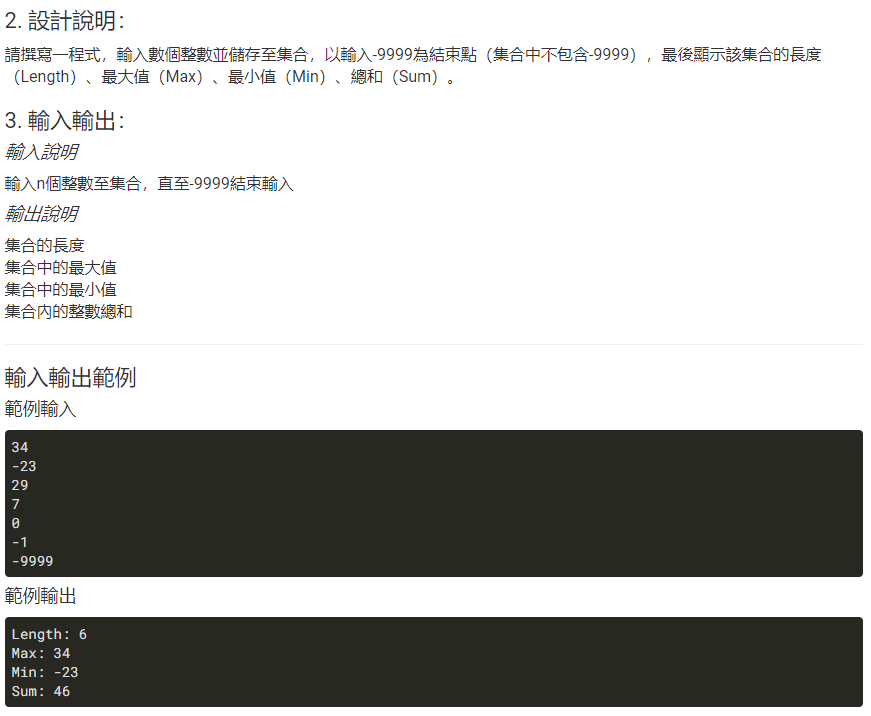 2. 設計說明：
請撰寫一程式，輸入數個整數並儲存至集合，以輸入-9999為結束點（集合中不包含-9999），最後顯示該集合的長度
（Length）、最大值（Max）、最小值（Min）、總和（Sum）。
3. 輸入輸出：
輸入說明
輸入n個整數至集合，直至-9999結束輸入
輸出說明
集合的長度
集合中的最大值
集合中的最小值
集合內的整數總和
輸入輸出範例
範例輸入
34
-23
29
7
0
-1
-9999
範例輸出
Length: 6
Max: 34
Min: -23
Sum: 46